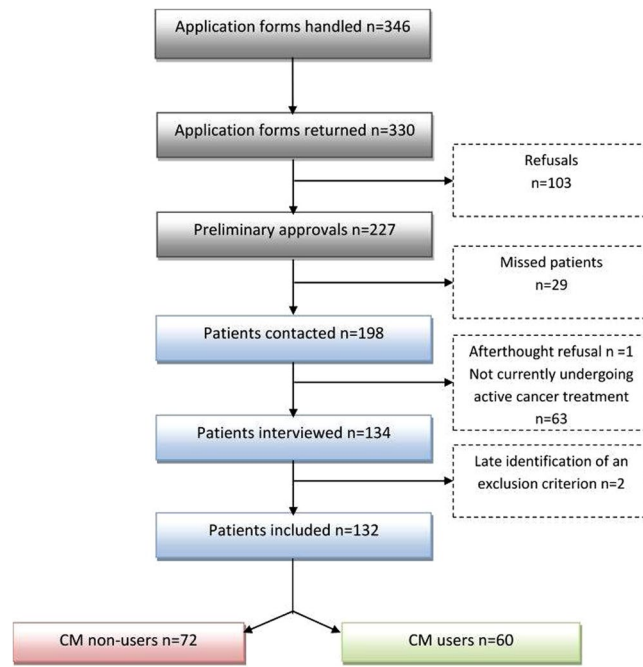 Application forms handled n=346
Application forms returned n=330
Refusals
n=103
Preliminary approvals n=227
Missed patients
n=29
Patients contacted n=198
Afterthought refusal n =1
Not currently undergoing
active cancer treatment
n=63
Patients interviewed n=134
Late identification of an
exclusion criterion n=2
Patients included n=132
CM non-users n=72
CM users n=60